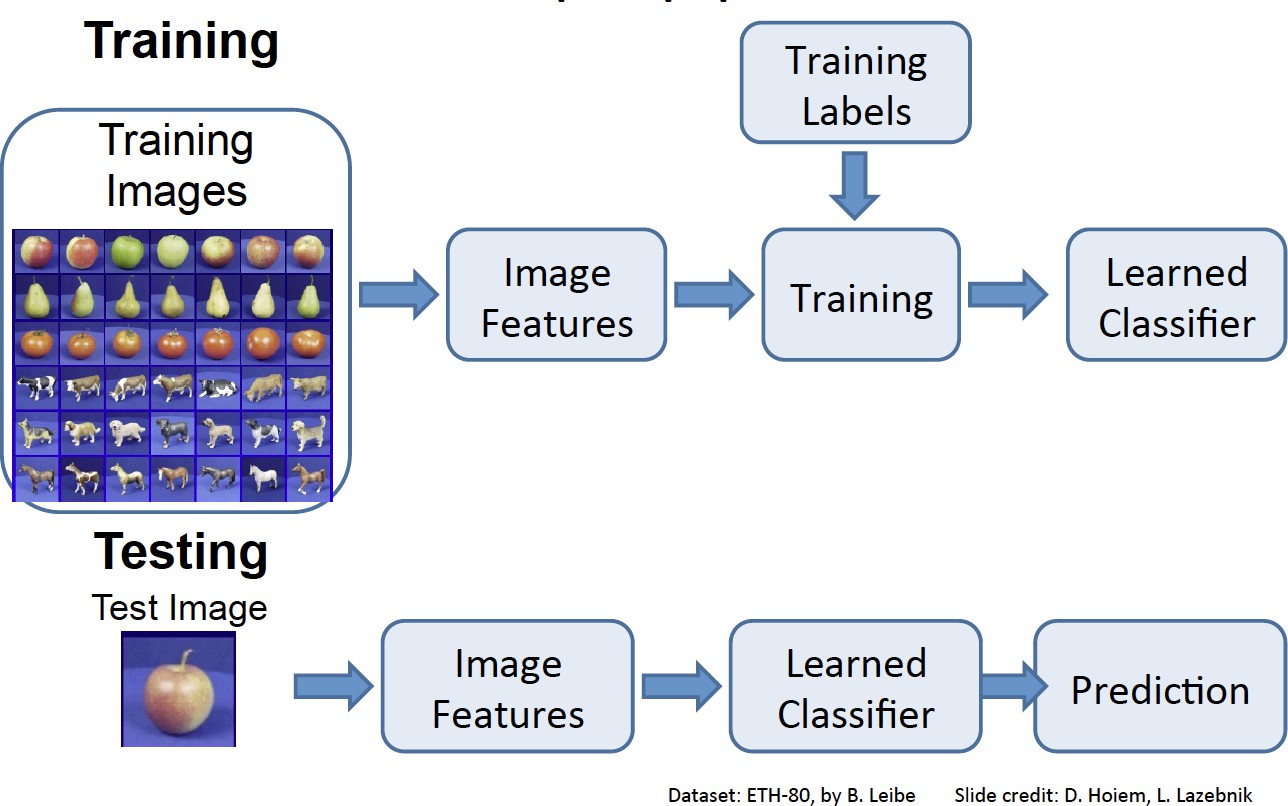 Training
Training
Images
Training
Labels
Image
Features
Training
Learned
Classifier
Testing
Test Image
Image
Features
Learned
Classifier
Prediction
Dataset: ETH-80, by B. Leibe
Slide credit: D. Hoiem, L. Lazebnik